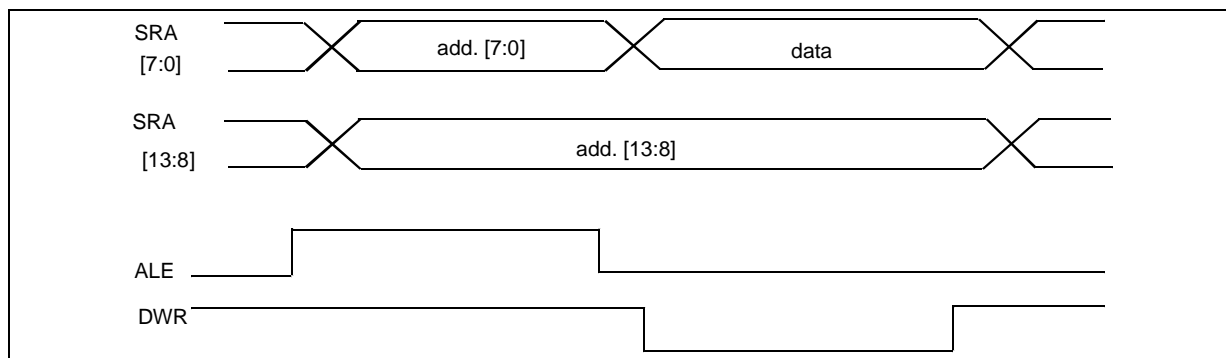 SRA
add. [7:0]
data
[7:0]
SRA
add. [13:8]
[13:8]
ALE
DWR